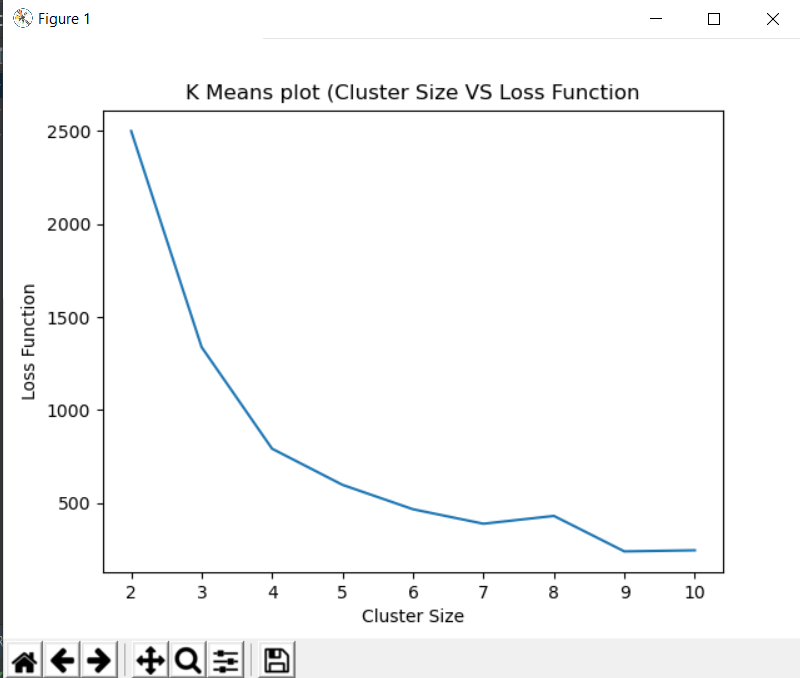 Figure 1
K Means plot (Cluster Size VS Loss Function
2500
2000
1500
1000
500
Loss Function
2 3 4 5 6 7 8 9 10
Cluster Size